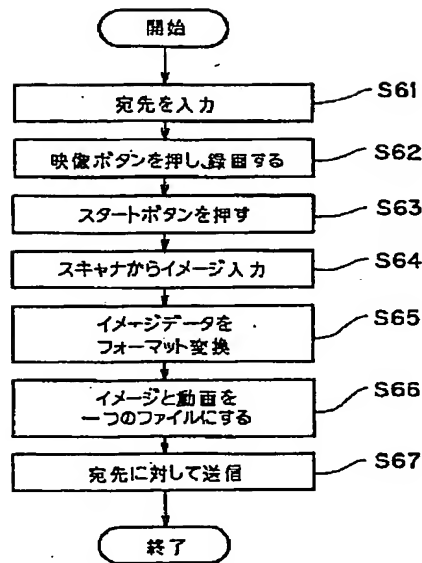 開始
宛先を入力
S61
映像ボタンを押し、録画する
S62
スタートボタンを押す
S63
スキャナからイメージ入力
S64
イメージデータを
フォーマット変換
S65
イメージと動画を
一つのファイルにする
S66
宛先に対して送信
S67
終了